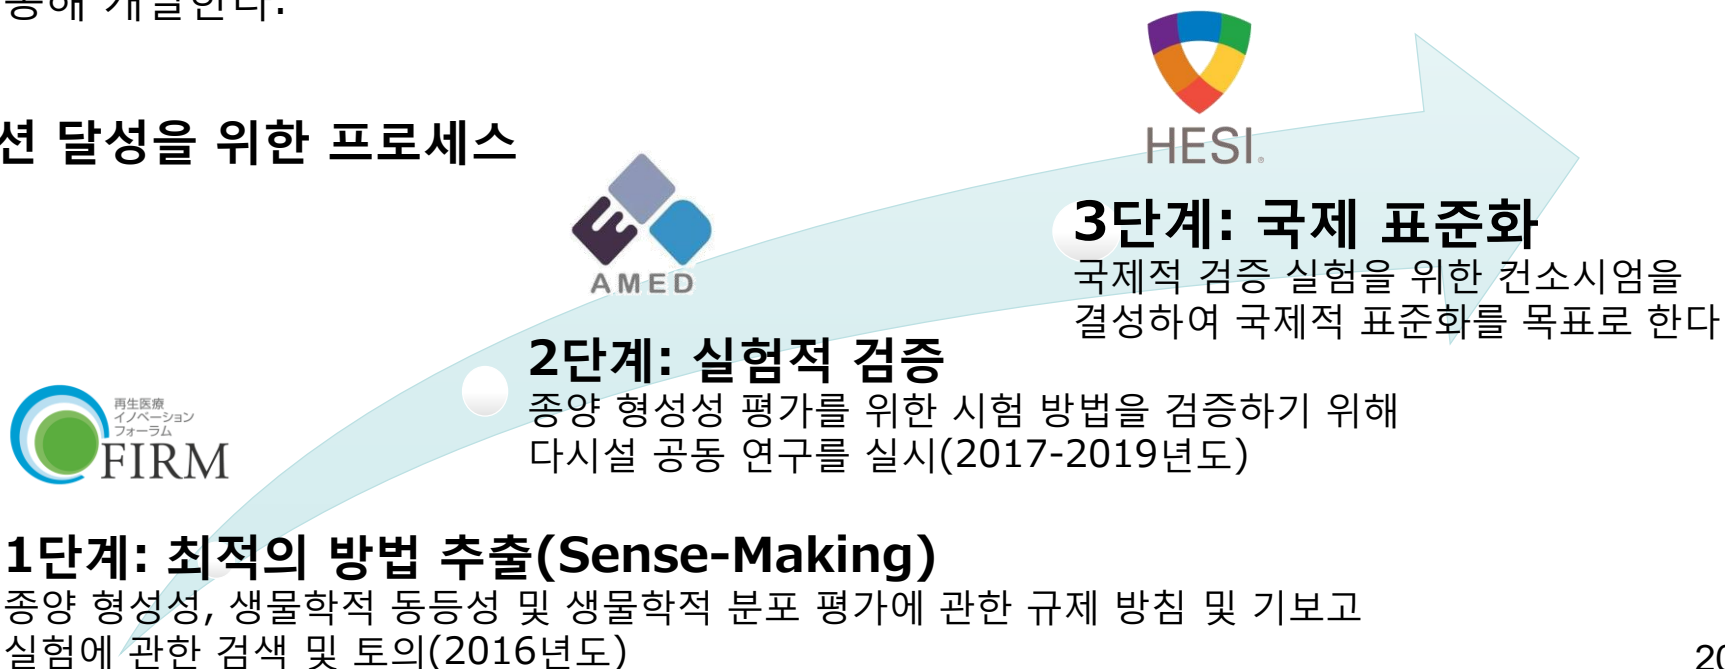 통해 개발한다.
션 달성을 위한 프로세스
HESI®
AMED
3단계: 국제 표준화
국제적 검증 실험을 위한 컨소시엄을
결성하여 국제적 표준화를 목표로 한다
2단계: 실험적 검증
종양 형성성 평가를 위한 시험 방법을 검증하기 위해
다시설 공동 연구를 실시(2017-2019년도)
再生医療
イノベーション
フォーラム
FIRM
1단계: 최적의 방법 추출(Sense-Making)
종양 형성성, 생물학적 동등성 및 생물학적 분포 평가에 관한 규제 방침 및 기보고
실험에 관한 검색 및 토의(2016년도)